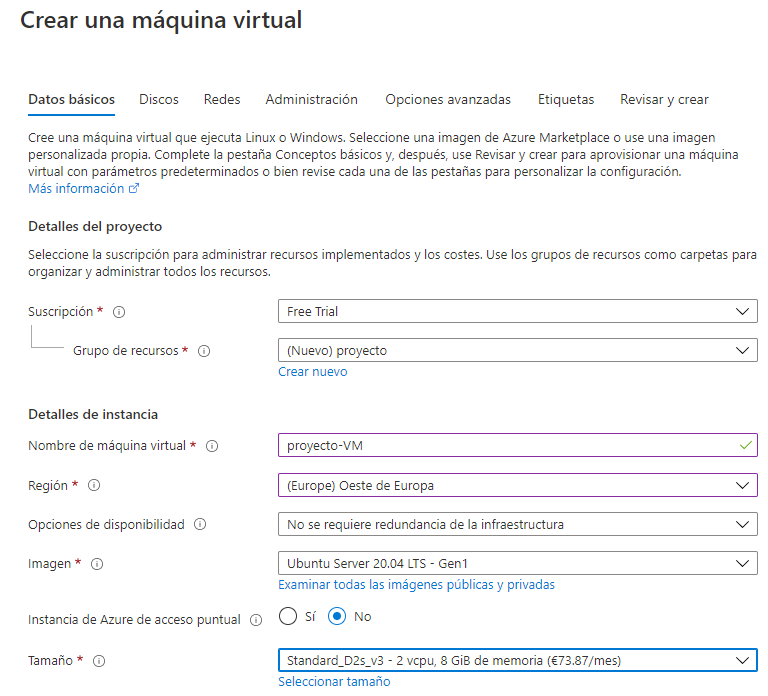 Crear una máquina virtual
Datos básicos Discos Redes Administración Opciones avanzadas Etiquetas Revisar y crear
Cree una máquina virtual que ejecuta Linux o Windows. Seleccione una imagen de Azure Marketplace o use una imagen
personalizada propia. Complete la pestaña Conceptos básicos y, después, use Revisar y crear para aprovisionar una máquina
virtual con parámetros predeterminados o bien revise cada una de las pestañas para personalizar la configuración.
Más información
Detalles del proyecto
Seleccione la suscripción para administrar recursos implementados y los costes. Use los grupos de recursos como carpetas para
organizar y administrar todos los recursos.
Suscripción * Free Trial
Grupo de recursos * (Nuevo) proyecto
Crear nuevo
Detalles de instancia
Nombre de máquina virtual * proyecto-VM
Región * (Europe) Oeste de Europa
Opciones de disponibilidad No se requiere redundancia de la infraestructura
Imagen * Ubuntu Server 20.04 LTS - Gen1
Examinar todas las imágenes públicas y privadas
Instancia de Azure de acceso puntual Sí No
Tamaño * Standard_D2s_v3 - 2 vcpu, 8 GiB de memoria (€73.87/mes)
Seleccionar tamaño